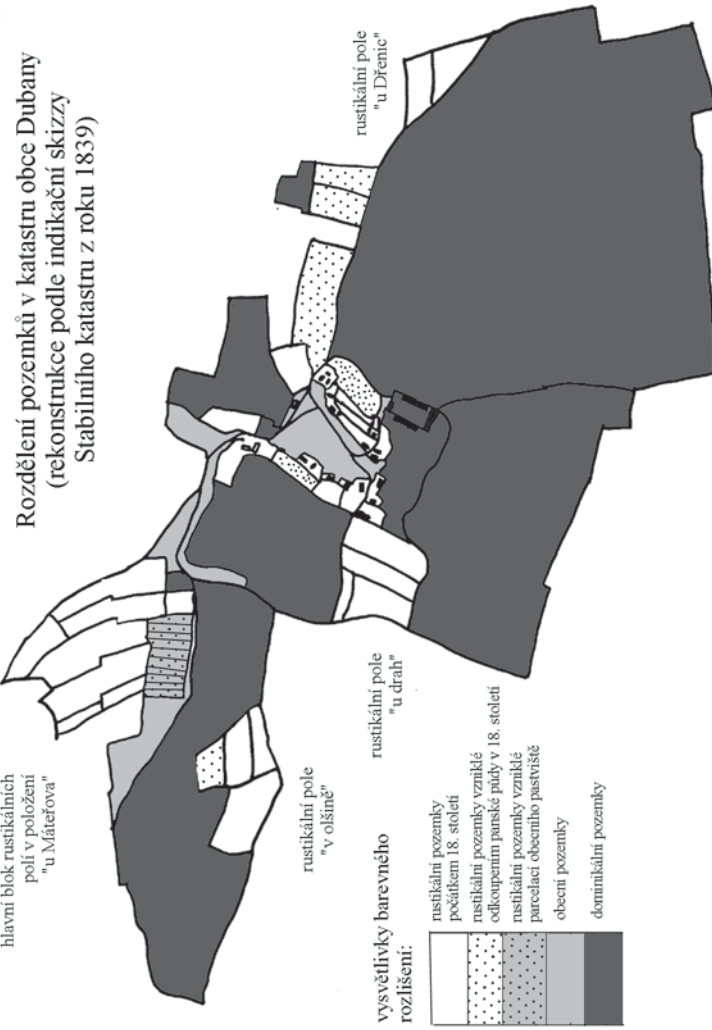 Rozdělení pozemků v katastru obce Dubany
(rekonstrukce podle indikační skizzy
Stabilního katastru z roku 1839)
hlavní blok rustikálních
polí v položení
"u Máteřova"
rustikální pole
"v olšině"
rustikální pole
"u drah"
rustikální pole
"u Dřenic"
vysvětlivky barevného
rozlišení:
rustikální pozemky
počátkem 18. století
rustikální pozemky vzniklé
odkoupením panské půdy v 18. století
rustikální pozemky vzniklé
parcelací obecního pastviště
obecní pozemky
dominikální pozemky